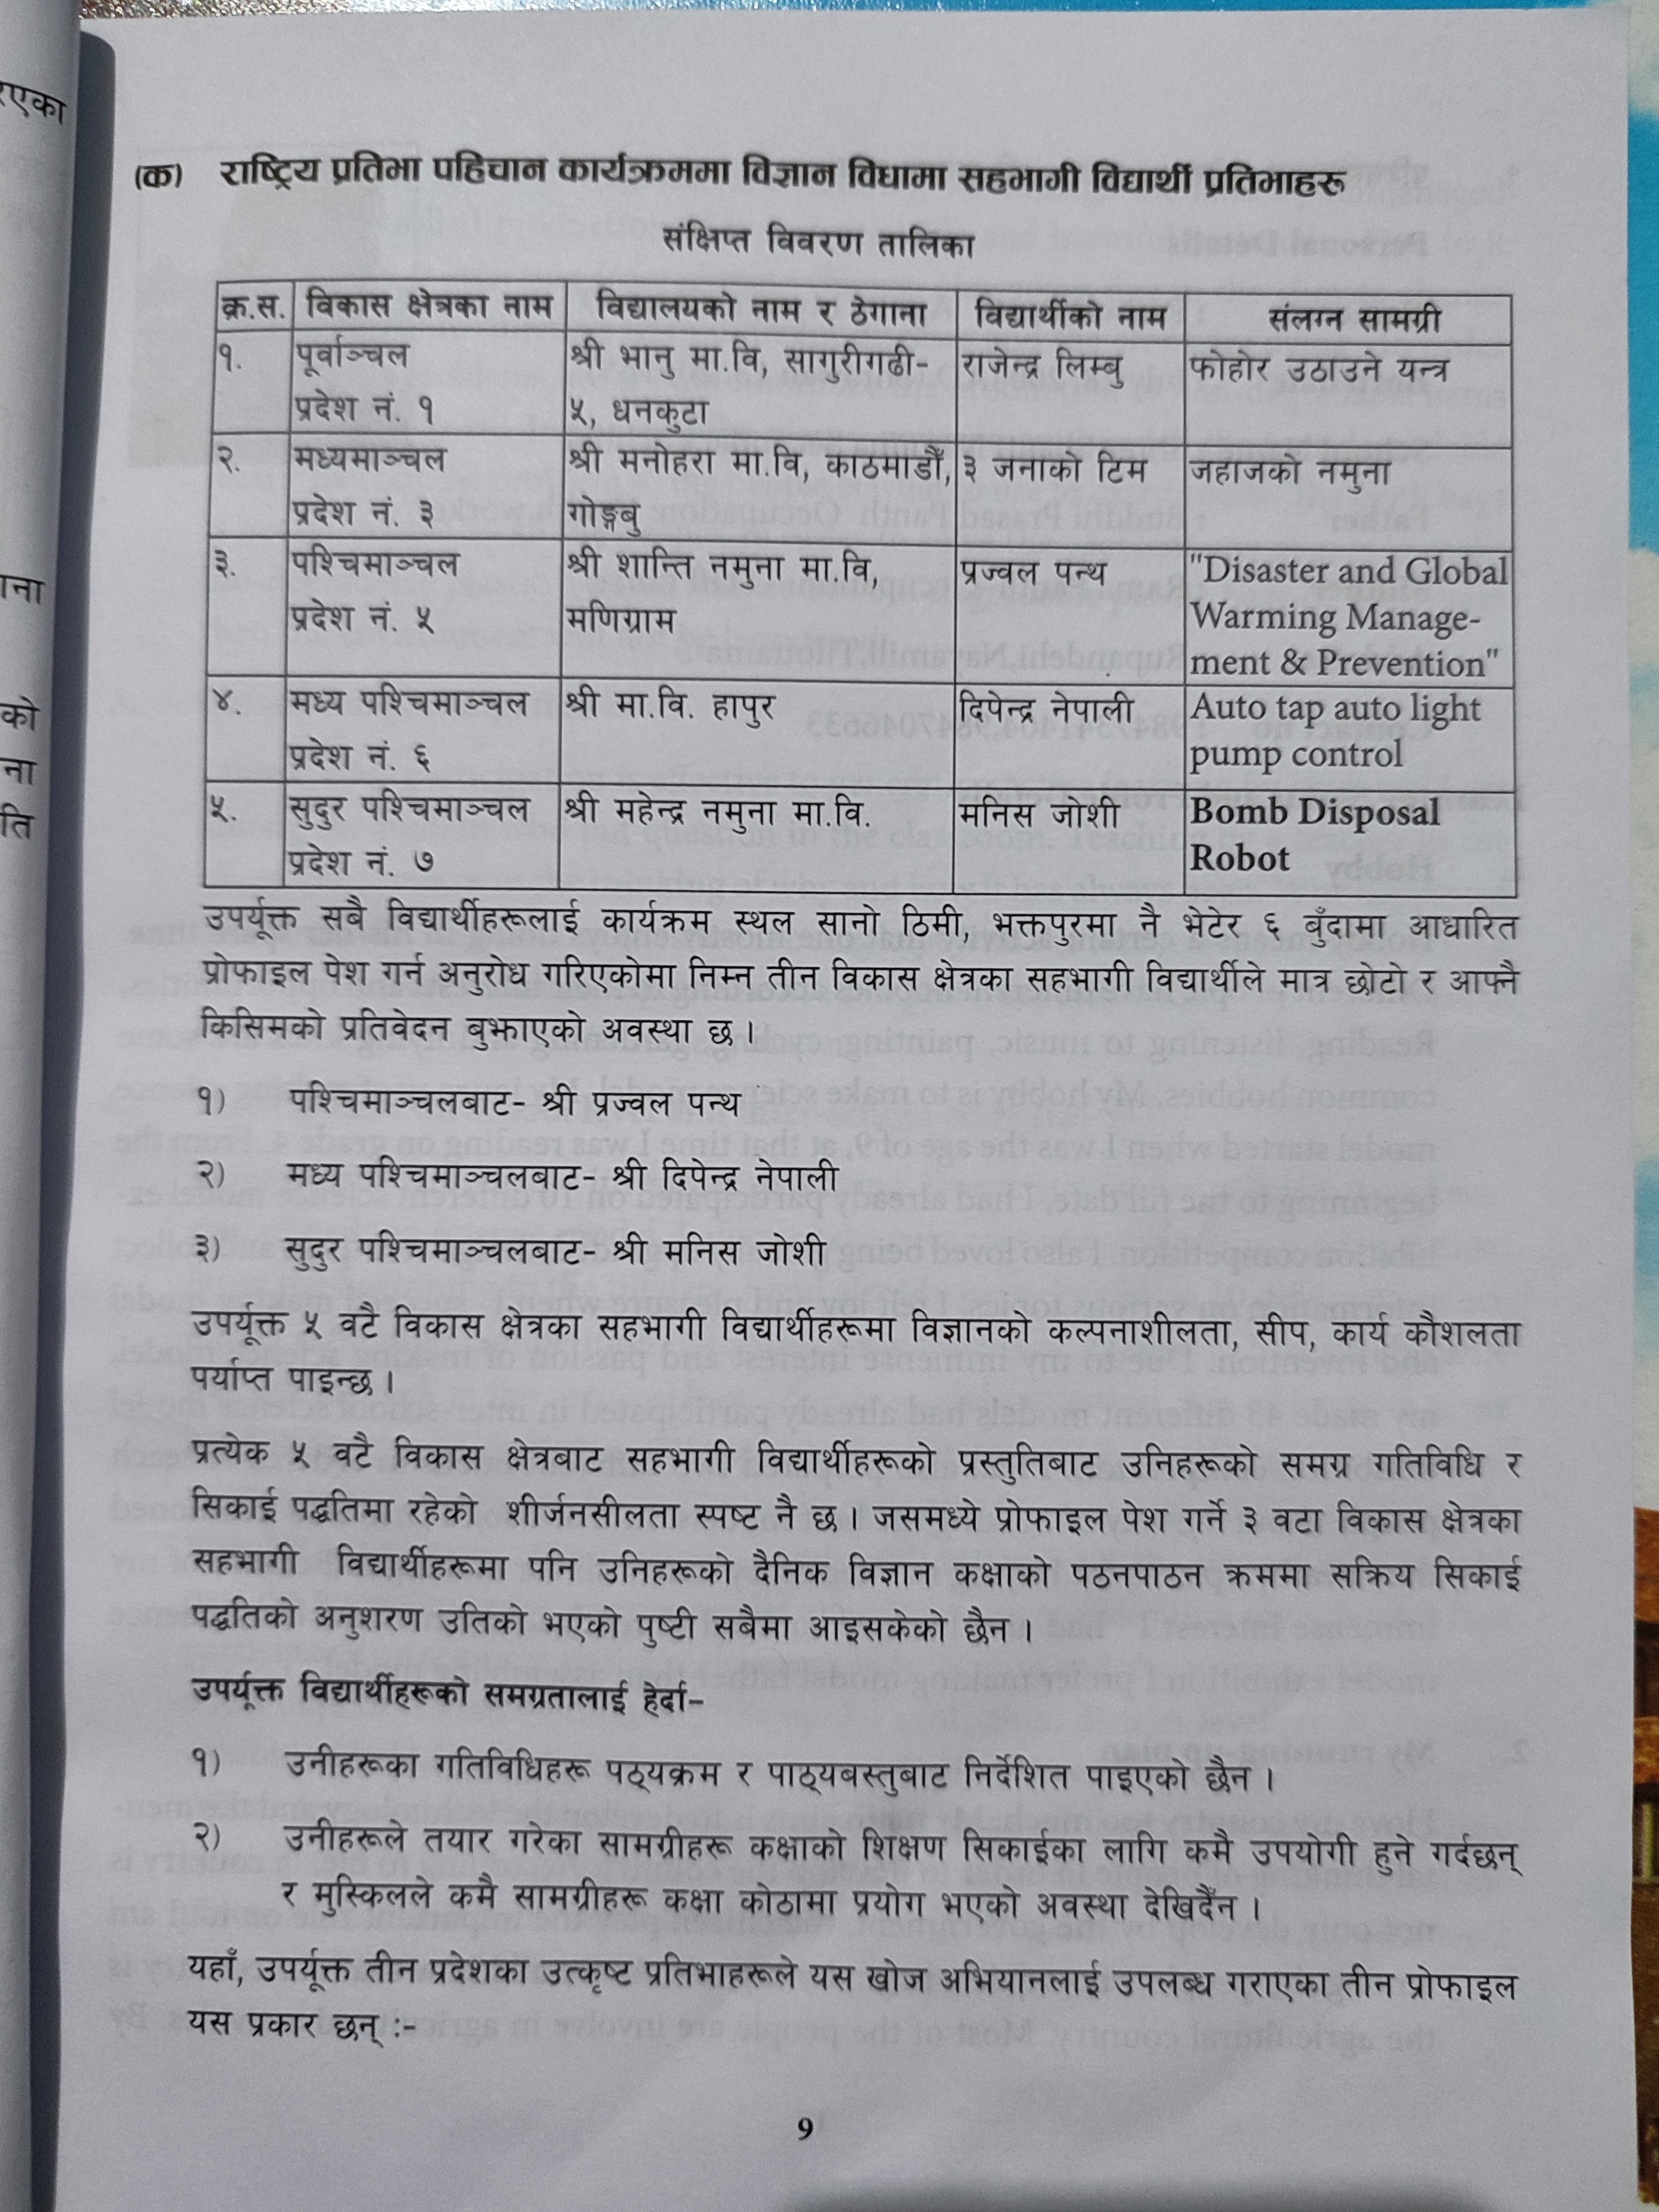 रिएका
ाना
को
ना
ति
(क) राष्ट्रिय प्रतिभा पहिचान कार्यक्रममा विज्ञान विधामा सहभागी विद्यार्थी प्रतिभाहरू
संक्षिप्त विवरण तालिका
क्र.स. विकास क्षेत्रका नाम विद्यालयको नाम र ठेगाना विद्यार्थीको नाम संलग्न सामग्री
१. पूर्वाञ्चल श्री भानु मा.वि, सागुरीगढी- राजेन्द्र लिम्बु फोहोर उठाउने यन्त्र
प्रदेश नं. १ ५, धनकुटा
२. मध्यमाञ्चल श्री मनोहरा मा.वि, काठमाडौँ, ३ जनाको टिम जहाजको नमुना
प्रदेश नं. ३ गोङ्गबु
३. पश्चिमाञ्चल श्री शान्ति नमुना मा.वि, प्रज्वल पन्थ "Disaster and Global
प्रदेश नं. ५ मणिग्राम Warming Manage-
ment & Prevention"
४. मध्य पश्चिमाञ्चल श्री मा.वि. हापुर दिपेन्द्र नेपाली Auto tap auto light
प्रदेश नं. ६ pump control
५. सुदुर पश्चिमाञ्चल श्री महेन्द्र नमुना मा.वि. मनिस जोशी Bomb Disposal
प्रदेश नं. ७ Robot
उपर्यूक्त सबै विद्यार्थीहरूलाई कार्यक्रम स्थल सानो ठिमी, भक्तपुरमा नै भेटेर ६ बुँदामा आधारित
प्रोफाइल पेश गर्न अनुरोध गरिएकोमा निम्न तीन विकास क्षेत्रका सहभागी विद्यार्थीले मात्र छोटो र आफ्नै
किसिमको प्रतिवेदन बुझाएको अवस्था छ ।
१) पश्चिमाञ्चलबाट- श्री प्रज्वल पन्थ
२) मध्य पश्चिमाञ्चलबाट- श्री दिपेन्द्र नेपाली
३) सुदुर पश्चिमाञ्चलबाट- श्री मनिस जोशी
उपर्यूक्त ५ वटै विकास क्षेत्रका सहभागी विद्यार्थीहरूमा विज्ञानको कल्पनाशीलता, सीप, कार्य कौशलता
पर्याप्त पाइन्छ ।
प्रत्येक ५ वटै विकास क्षेत्रबाट सहभागी विद्यार्थीहरूको प्रस्तुतिबाट उनिहरूको समग्र गतिविधि र
सिकाई पद्धतिमा रहेको शीर्जनसीलता स्पष्ट नै छ । जसमध्ये प्रोफाइल पेश गर्ने ३ वटा विकास क्षेत्रका
सहभागी विद्यार्थीहरूमा पनि उनिहरूको दैनिक विज्ञान कक्षाको पठनपाठन क्रममा सक्रिय सिकाई
पद्धतिको अनुशरण उतिको भएको पुष्टी सबैमा आइसकेको छैन ।
उपर्यूक्त विद्यार्थीहरूको समग्रतालाई हेर्दा-
१) उनीहरूका गतिविधिहरू पठ्यक्रम र पाठ्यबस्तुबाट निर्देशित पाइएको छैन ।
२) उनीहरूले तयार गरेका सामग्रीहरू कक्षाको शिक्षण सिकाईका लागि कमै उपयोगी हुने गर्दछन्
र मुस्किलले कमै सामग्रीहरू कक्षा कोठामा प्रयोग भएको अवस्था देखिदैँन ।
यहाँ, उपर्यूक्त तीन प्रदेशका उत्कृष्ट प्रतिभाहरूले यस खोज अभियानलाई उपलब्ध गराएका तीन प्रोफाइल
यस प्रकार छन् :-
9